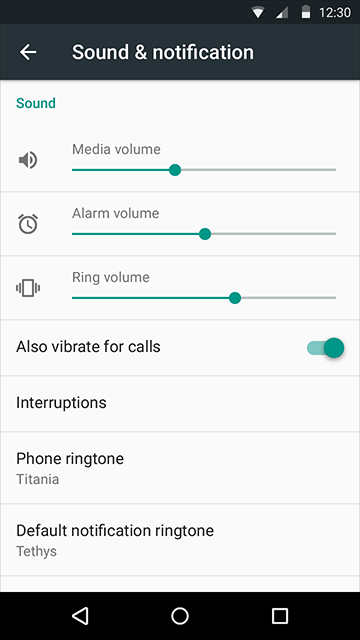 12:30
Sound & notification
Sound
Media volume
Alarm volume
Ring volume
Also vibrate for calls
Interruptions
Phone ringtone
Titania
Default notification ringtone
Tethys